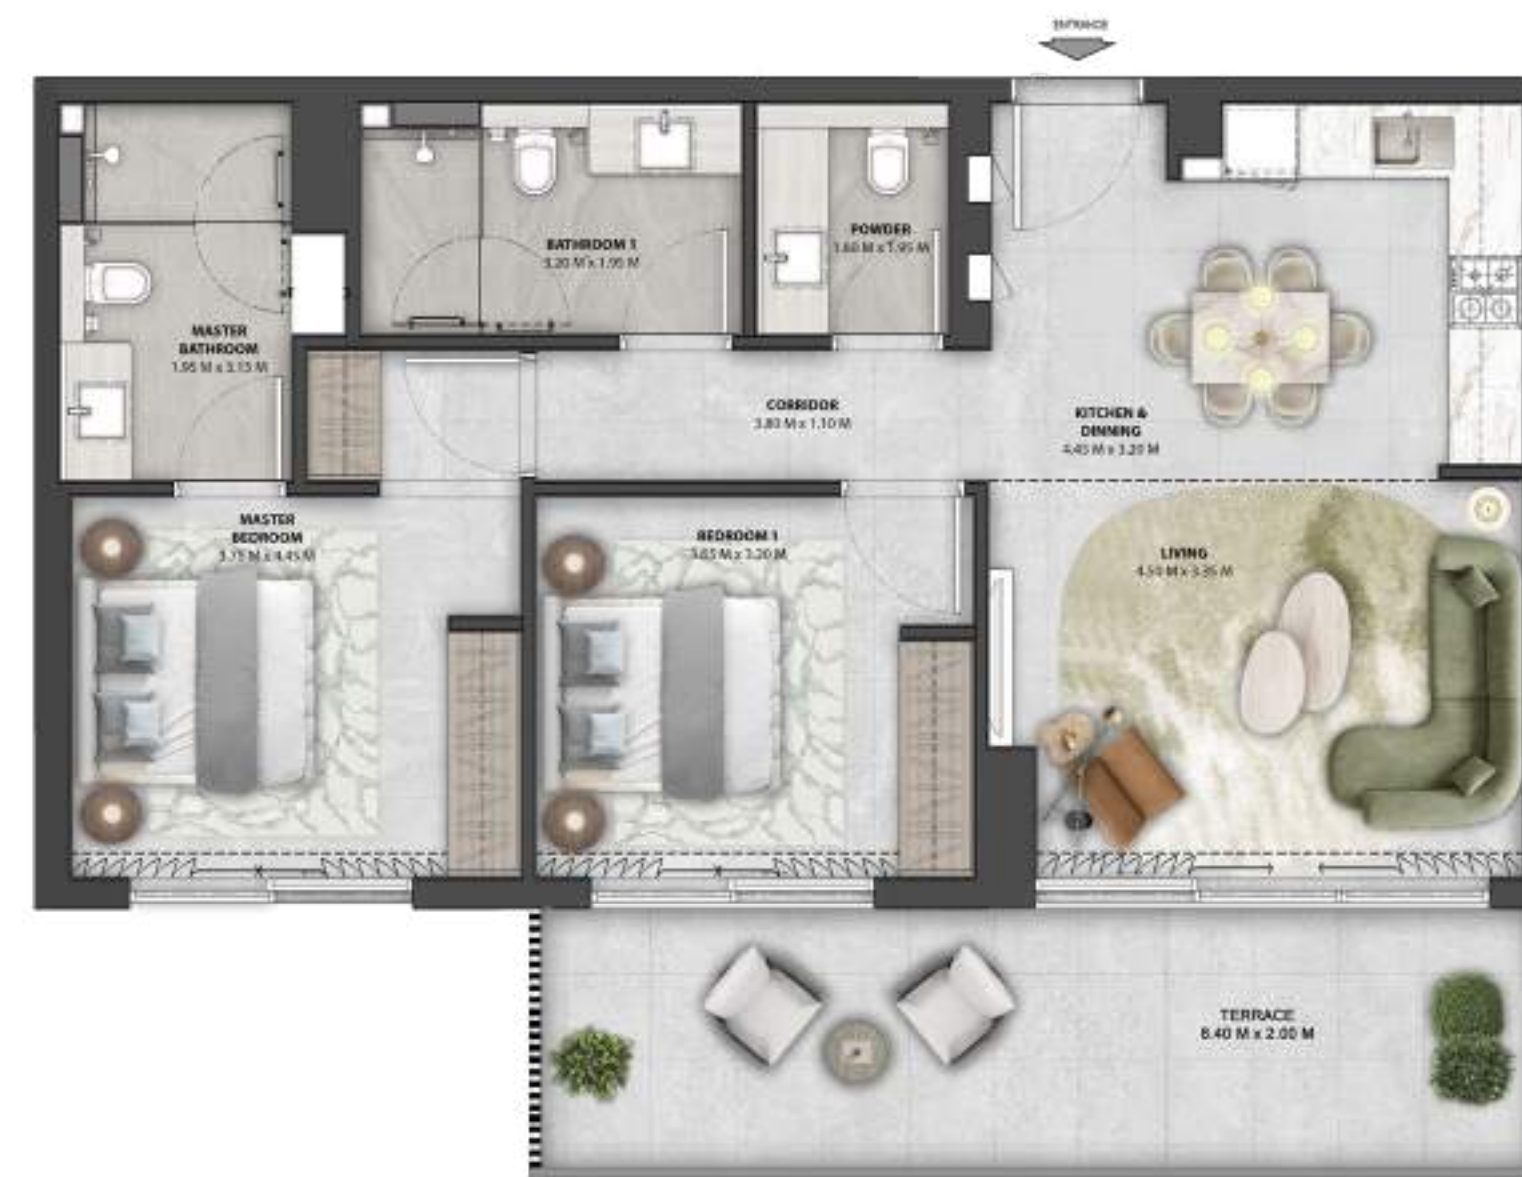 ENTRANCE
BATHROOM 1
3.20 M x 1.95 M
POWDER
1.60 M x 1.95 M
MASTER
BATHROOM
1.95 M x 3.15 M
CORRIDOR
3.80 M x 1.10 M
KITCHEN &
DINNING
4.45 M x 3.20 M
MASTER
BEDROOM
3.75 M x 4.45 M
BEDROOM 1
3.65 M x 3.20 M
LIVING
4.50 M x 3.35 M
TERRACE
8.40 M x 2.00 M